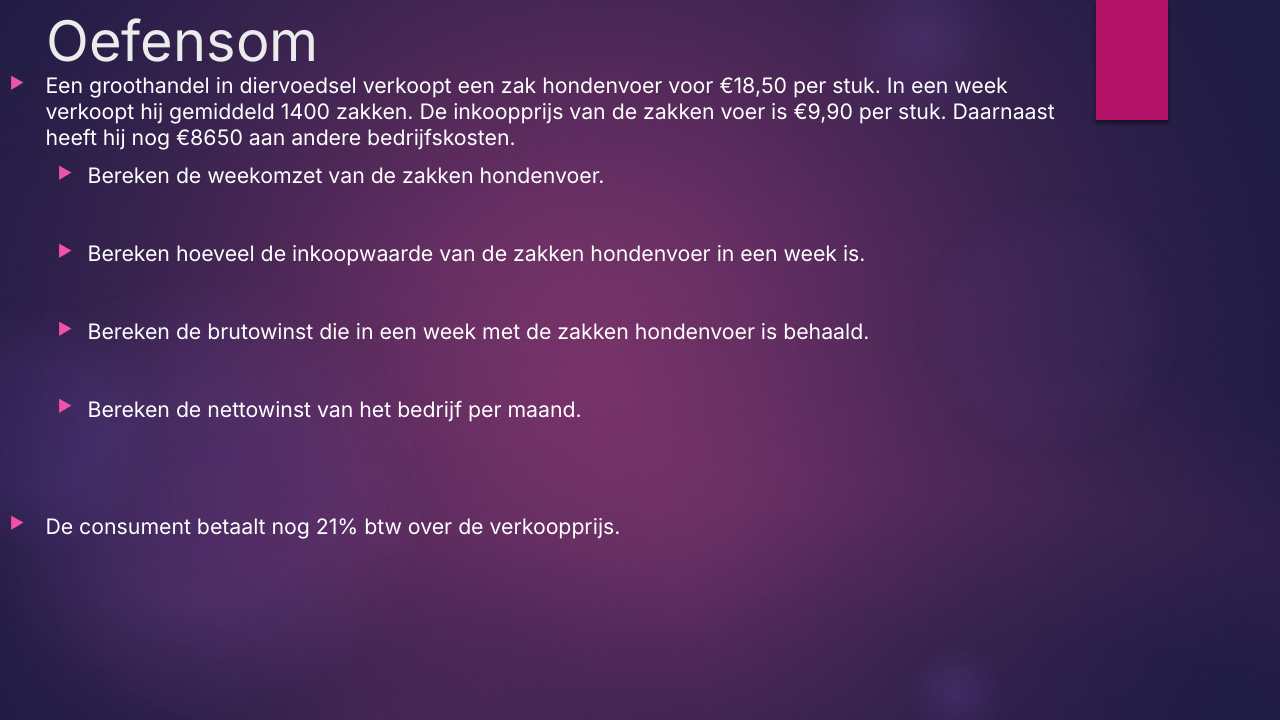 Oefensom
Een groothandel in diervoedsel verkoopt een zak hondenvoer voor €18,50 per stuk. In een week
verkoopt hij gemiddeld 1400 zakken. De inkoopprijs van de zakken voer is €9,90 per stuk. Daarnaast
heeft hij nog €8650 aan andere bedrijfskosten.
Bereken de weekomzet van de zakken hondenvoer.
Bereken hoeveel de inkoopwaarde van de zakken hondenvoer in een week is.
Bereken de brutowinst die in een week met de zakken hondenvoer is behaald.
Bereken de nettowinst van het bedrijf per maand.
De consument betaalt nog 21% btw over de verkoopprijs.